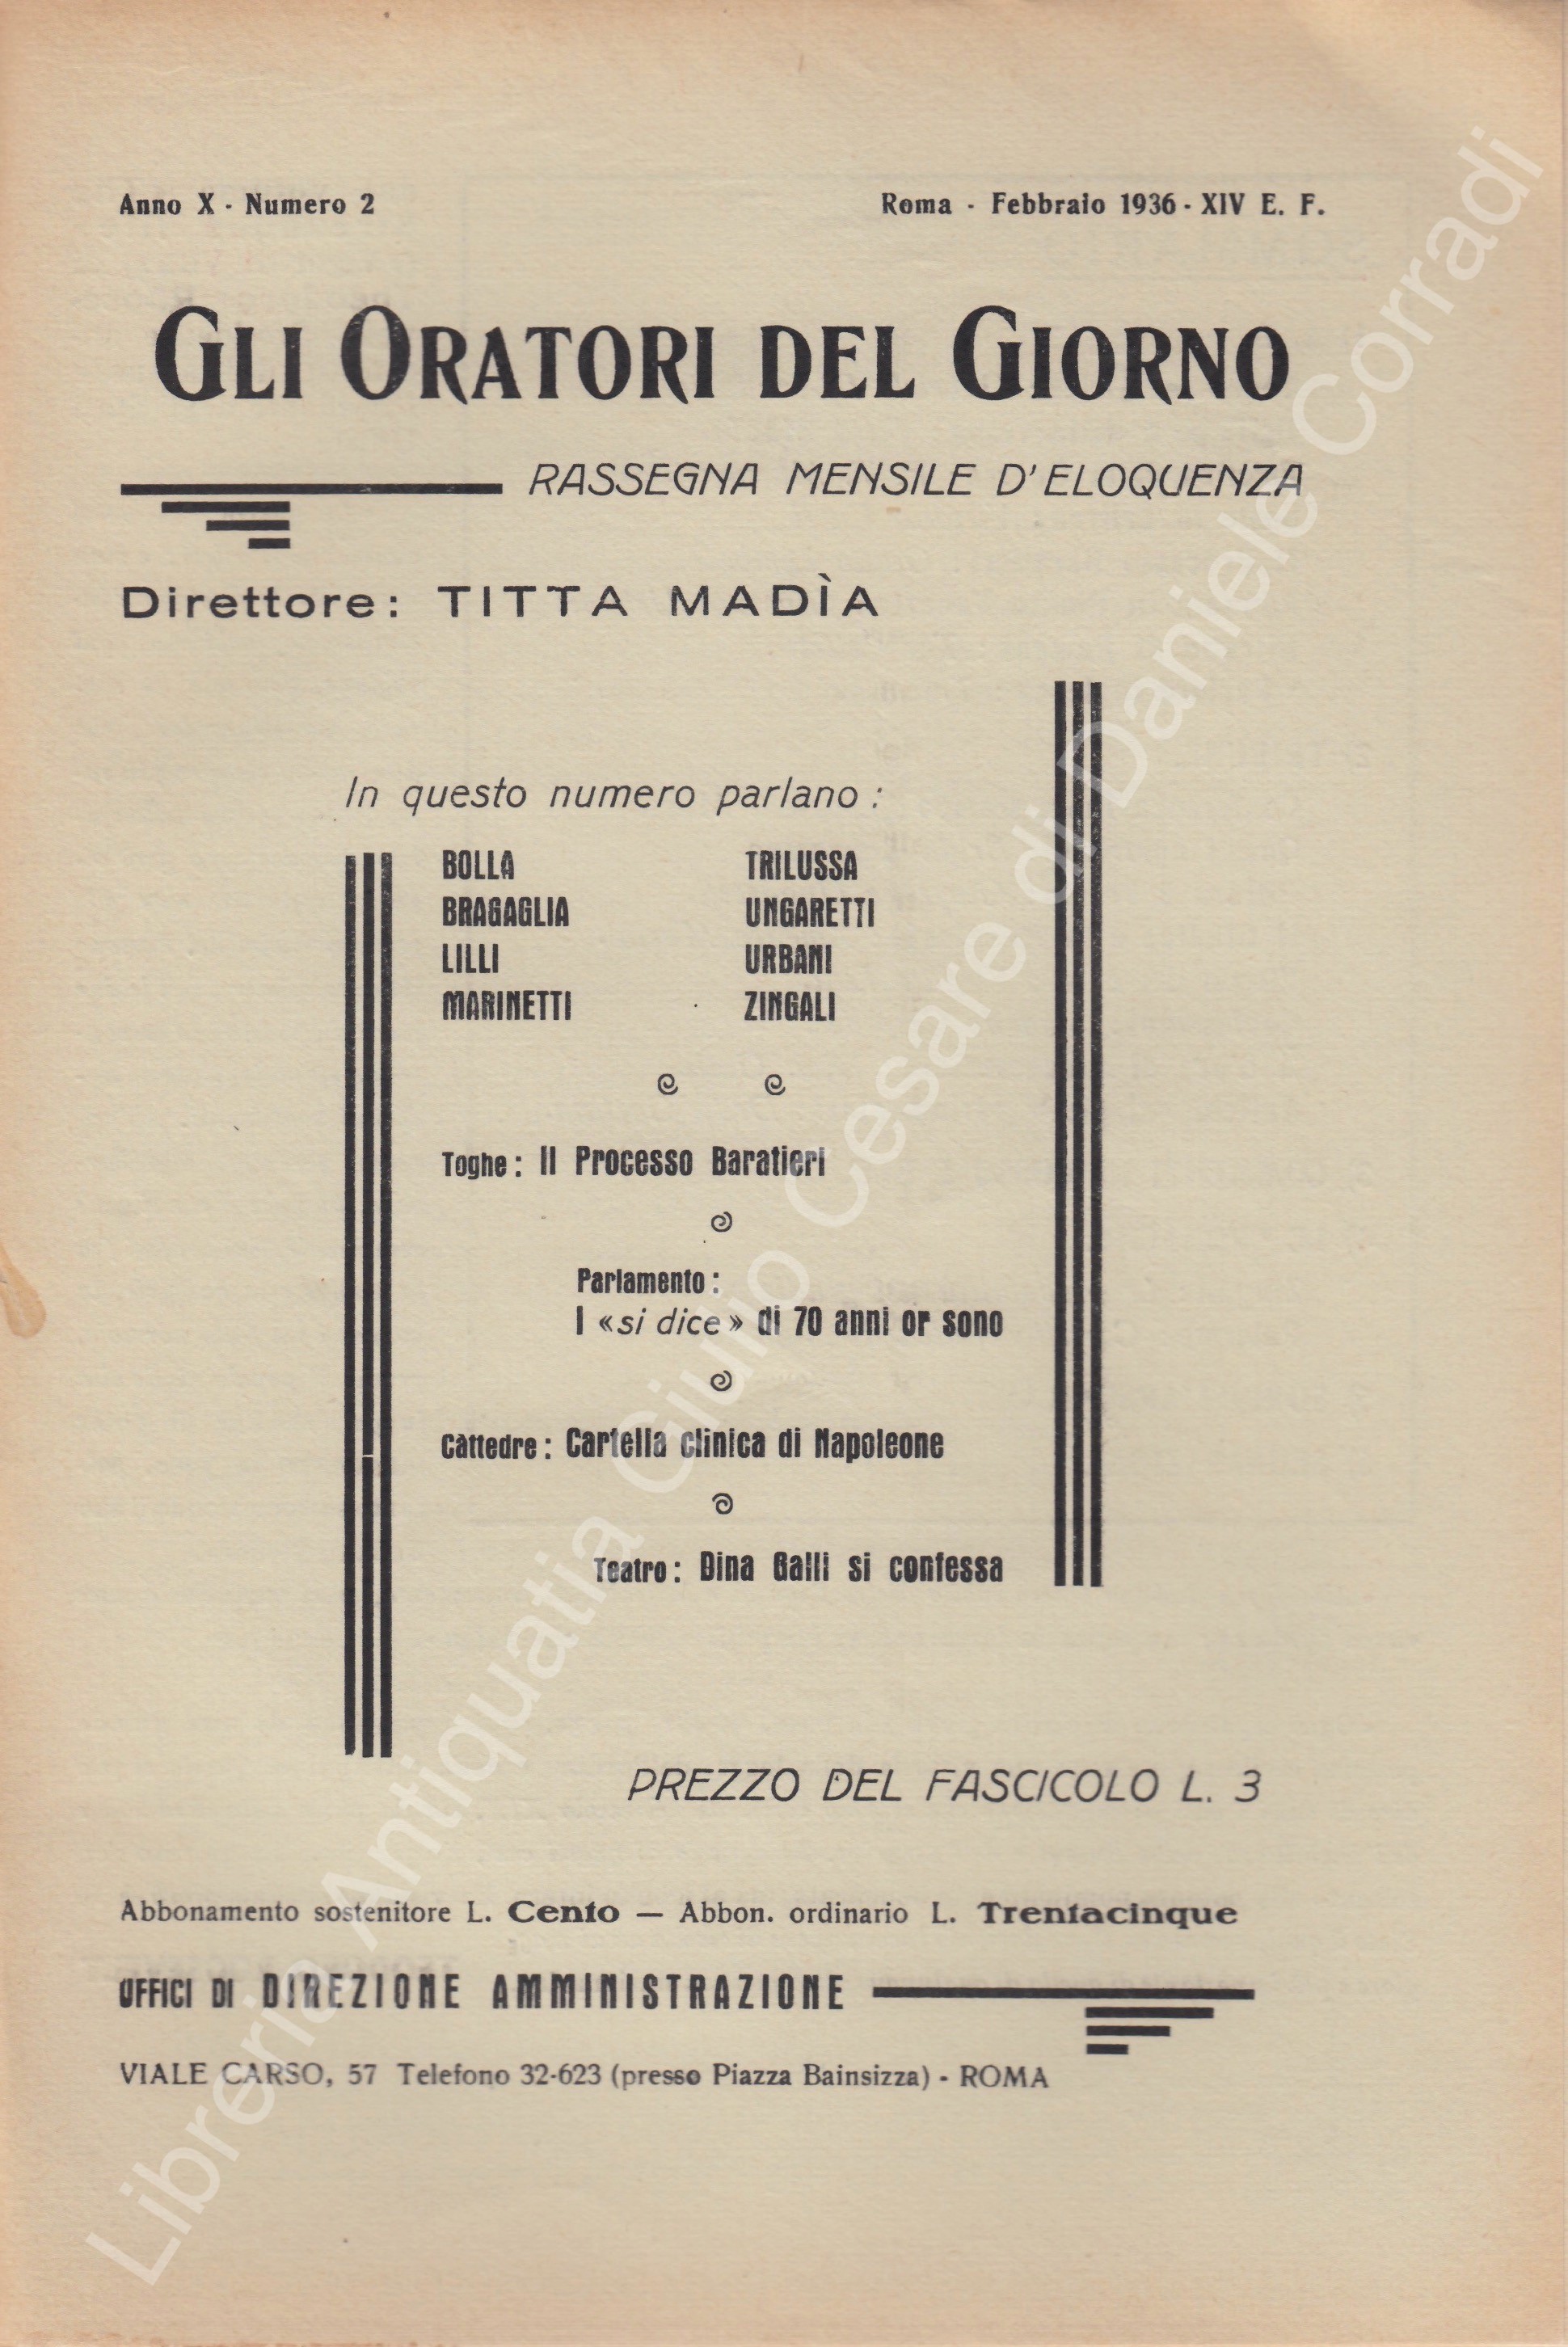 Anno X - Numero 2
Roma - Febbraio 1936 - XIV E. F.
GLI ORATORI DEL GIORNO
RASSEGNA MENSILE D'ELOQUENZA
Direttore: TITTA MADÌA
In questo numero parlano :
BOLLA
BRAGAGLIA
LILLI
MARINETTI
TRILUSSA
UNGARETTI
URBANI
ZINGALI
Toghe : Il Processo Baratieri
Parlamento :
I «si dice» di 70 anni or sono
Cattedre : Cartella clinica di Napoleone
Teatro : Dina Galli si confessa
PREZZO DEL FASCICOLO L. 3
Abbonamento sostenitore L. Cento — Abbon. ordinario L. Trentacinque
UFFICI DI DIREZIONE AMMINISTRAZIONE
VIALE CARSO, 57 Telefono 32-623 (presso Piazza Bainsizza) - ROMA
Libreria Antiquatia Giulio Cesare di Daniele Corradi